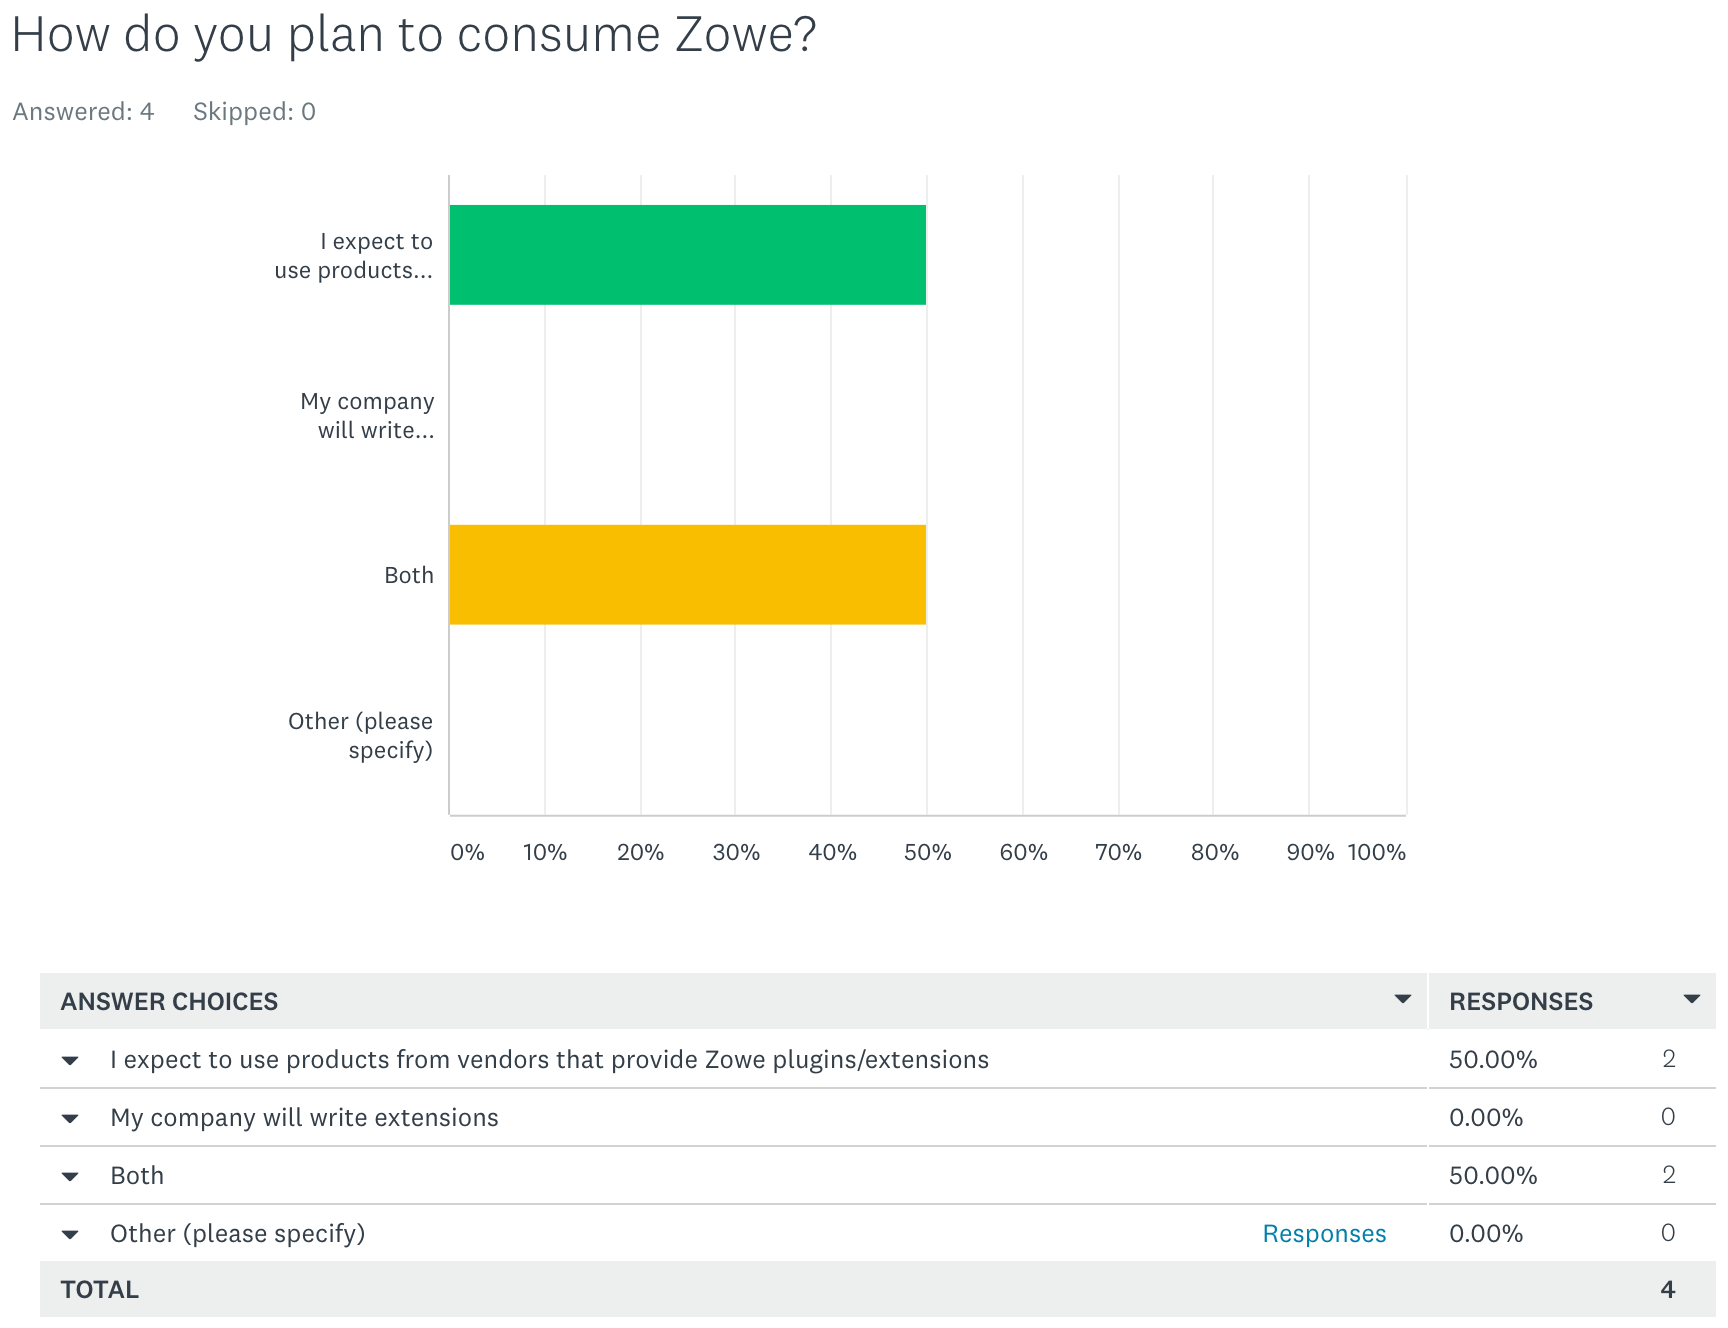 How do you plan to consume Zowe?
Answered: 4 Skipped: 0
I expect to
use products...
My company
will write...
Both
Other (please
specify)
0% 10% 20% 30% 40% 50% 60% 70% 80% 90% 100%
ANSWER CHOICES RESPONSES
I expect to use products from vendors that provide Zowe plugins/extensions 50.00% 2
My company will write extensions 0.00% 0
Both 50.00% 2
Other (please specify) Responses 0.00% 0
TOTAL 4